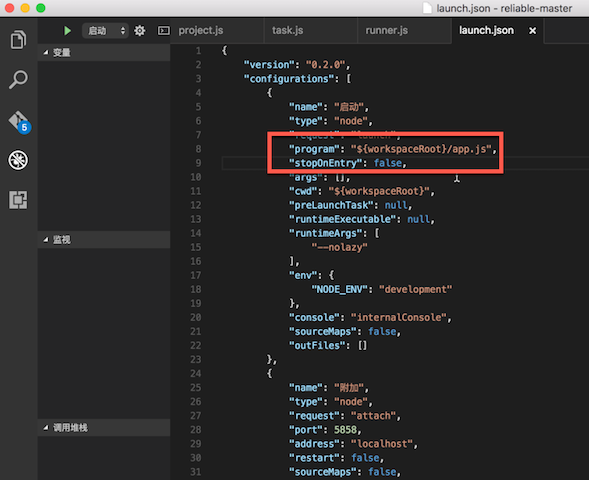 launch.json - reliable-master
启动
project.js
task.js
runner.js
launch.json
变量
监视
调用堆栈
5
1 {
2 "version": "0.2.0",
3 "configurations": [
4 {
5 "name": "启动",
6 "type": "node",
7 "request": "launch",
8 "program": "${workspaceRoot}/app.js",
9 "stopOnEntry": false,
10 "args": [],
11 "cwd": "${workspaceRoot}",
12 "preLaunchTask": null,
13 "runtimeExecutable": null,
14 "runtimeArgs": [
15 "--nolazy"
16 ],
17 "env": {
18 "NODE_ENV": "development"
19 },
20 "console": "internalConsole",
21 "sourceMaps": false,
22 "outFiles": []
23 },
24 {
25 "name": "附加",
26 "type": "node",
27 "request": "attach",
28 "port": 5858,
29 "address": "localhost",
30 "restart": false,
31 "sourceMaps": false,